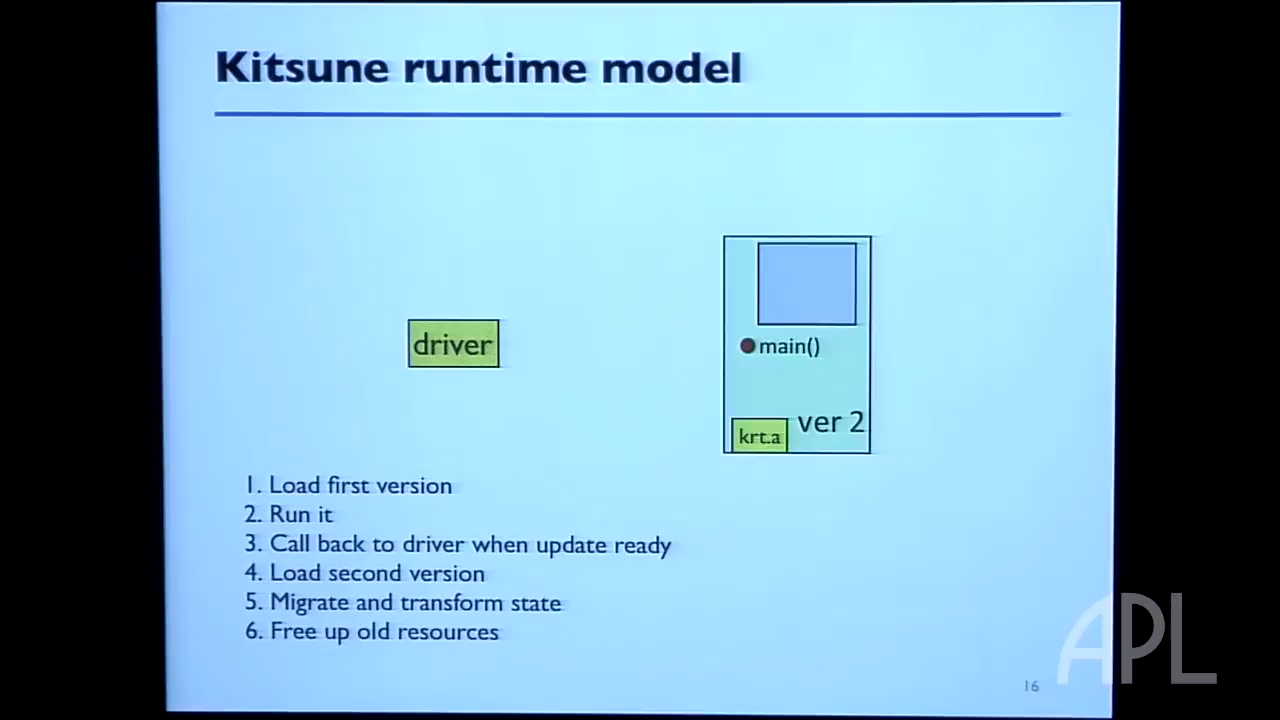 Kitsune runtime model
driver
main()
ver 2
krt.a
1. Load first version
2. Run it
3. Call back to driver when update ready
4. Load second version
5. Migrate and transform state
6. Free up old resources
16
APL